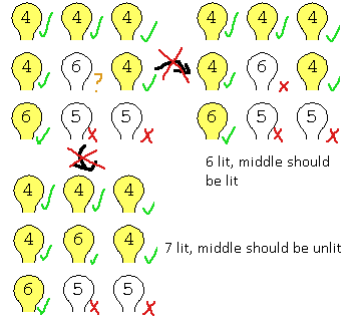 4 4 4 4 4 4
4 6 ? 4 4 6 4
6 5 5 6 5 5
6 lit, middle should
be lit
4 4 4
4 6 4 7 lit, middle should be unlit
6 5 5